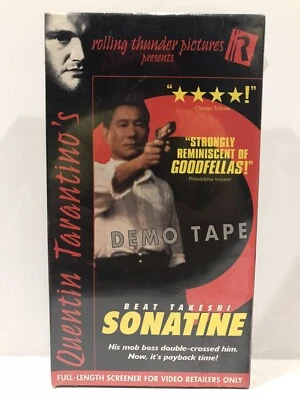 rolling thunder pictures
presents
R
Quentin Tarantino's
"★★★★!"
- Chicago Tribune
"STRONGLY
REMINISCENT OF
GOODFELLAS!"
- Philadelphia Inquirer
DEMO TAPE
BEAT TAKESHI
SONATINE
His mob boss double-crossed him.
Now, it's payback time!
FULL-LENGTH SCREENER FOR VIDEO RETAILERS ONLY